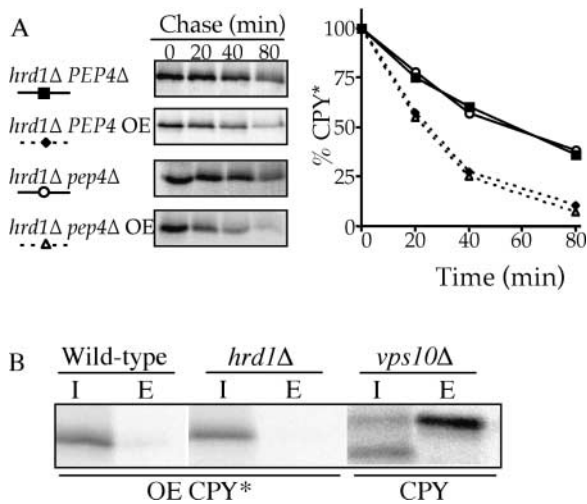 A
Chase (min)
0 20 40 80
hrd1Δ PEP4Δ
hrd1Δ PEP4 OE
hrd1Δ pep4Δ
hrd1Δ pep4Δ OE
% CPY*
100
75
50
25
0
0 20 40 60 80
Time (min)
B
Wild-type hrd1Δ vps10Δ
I E I E I E
OE CPY* CPY